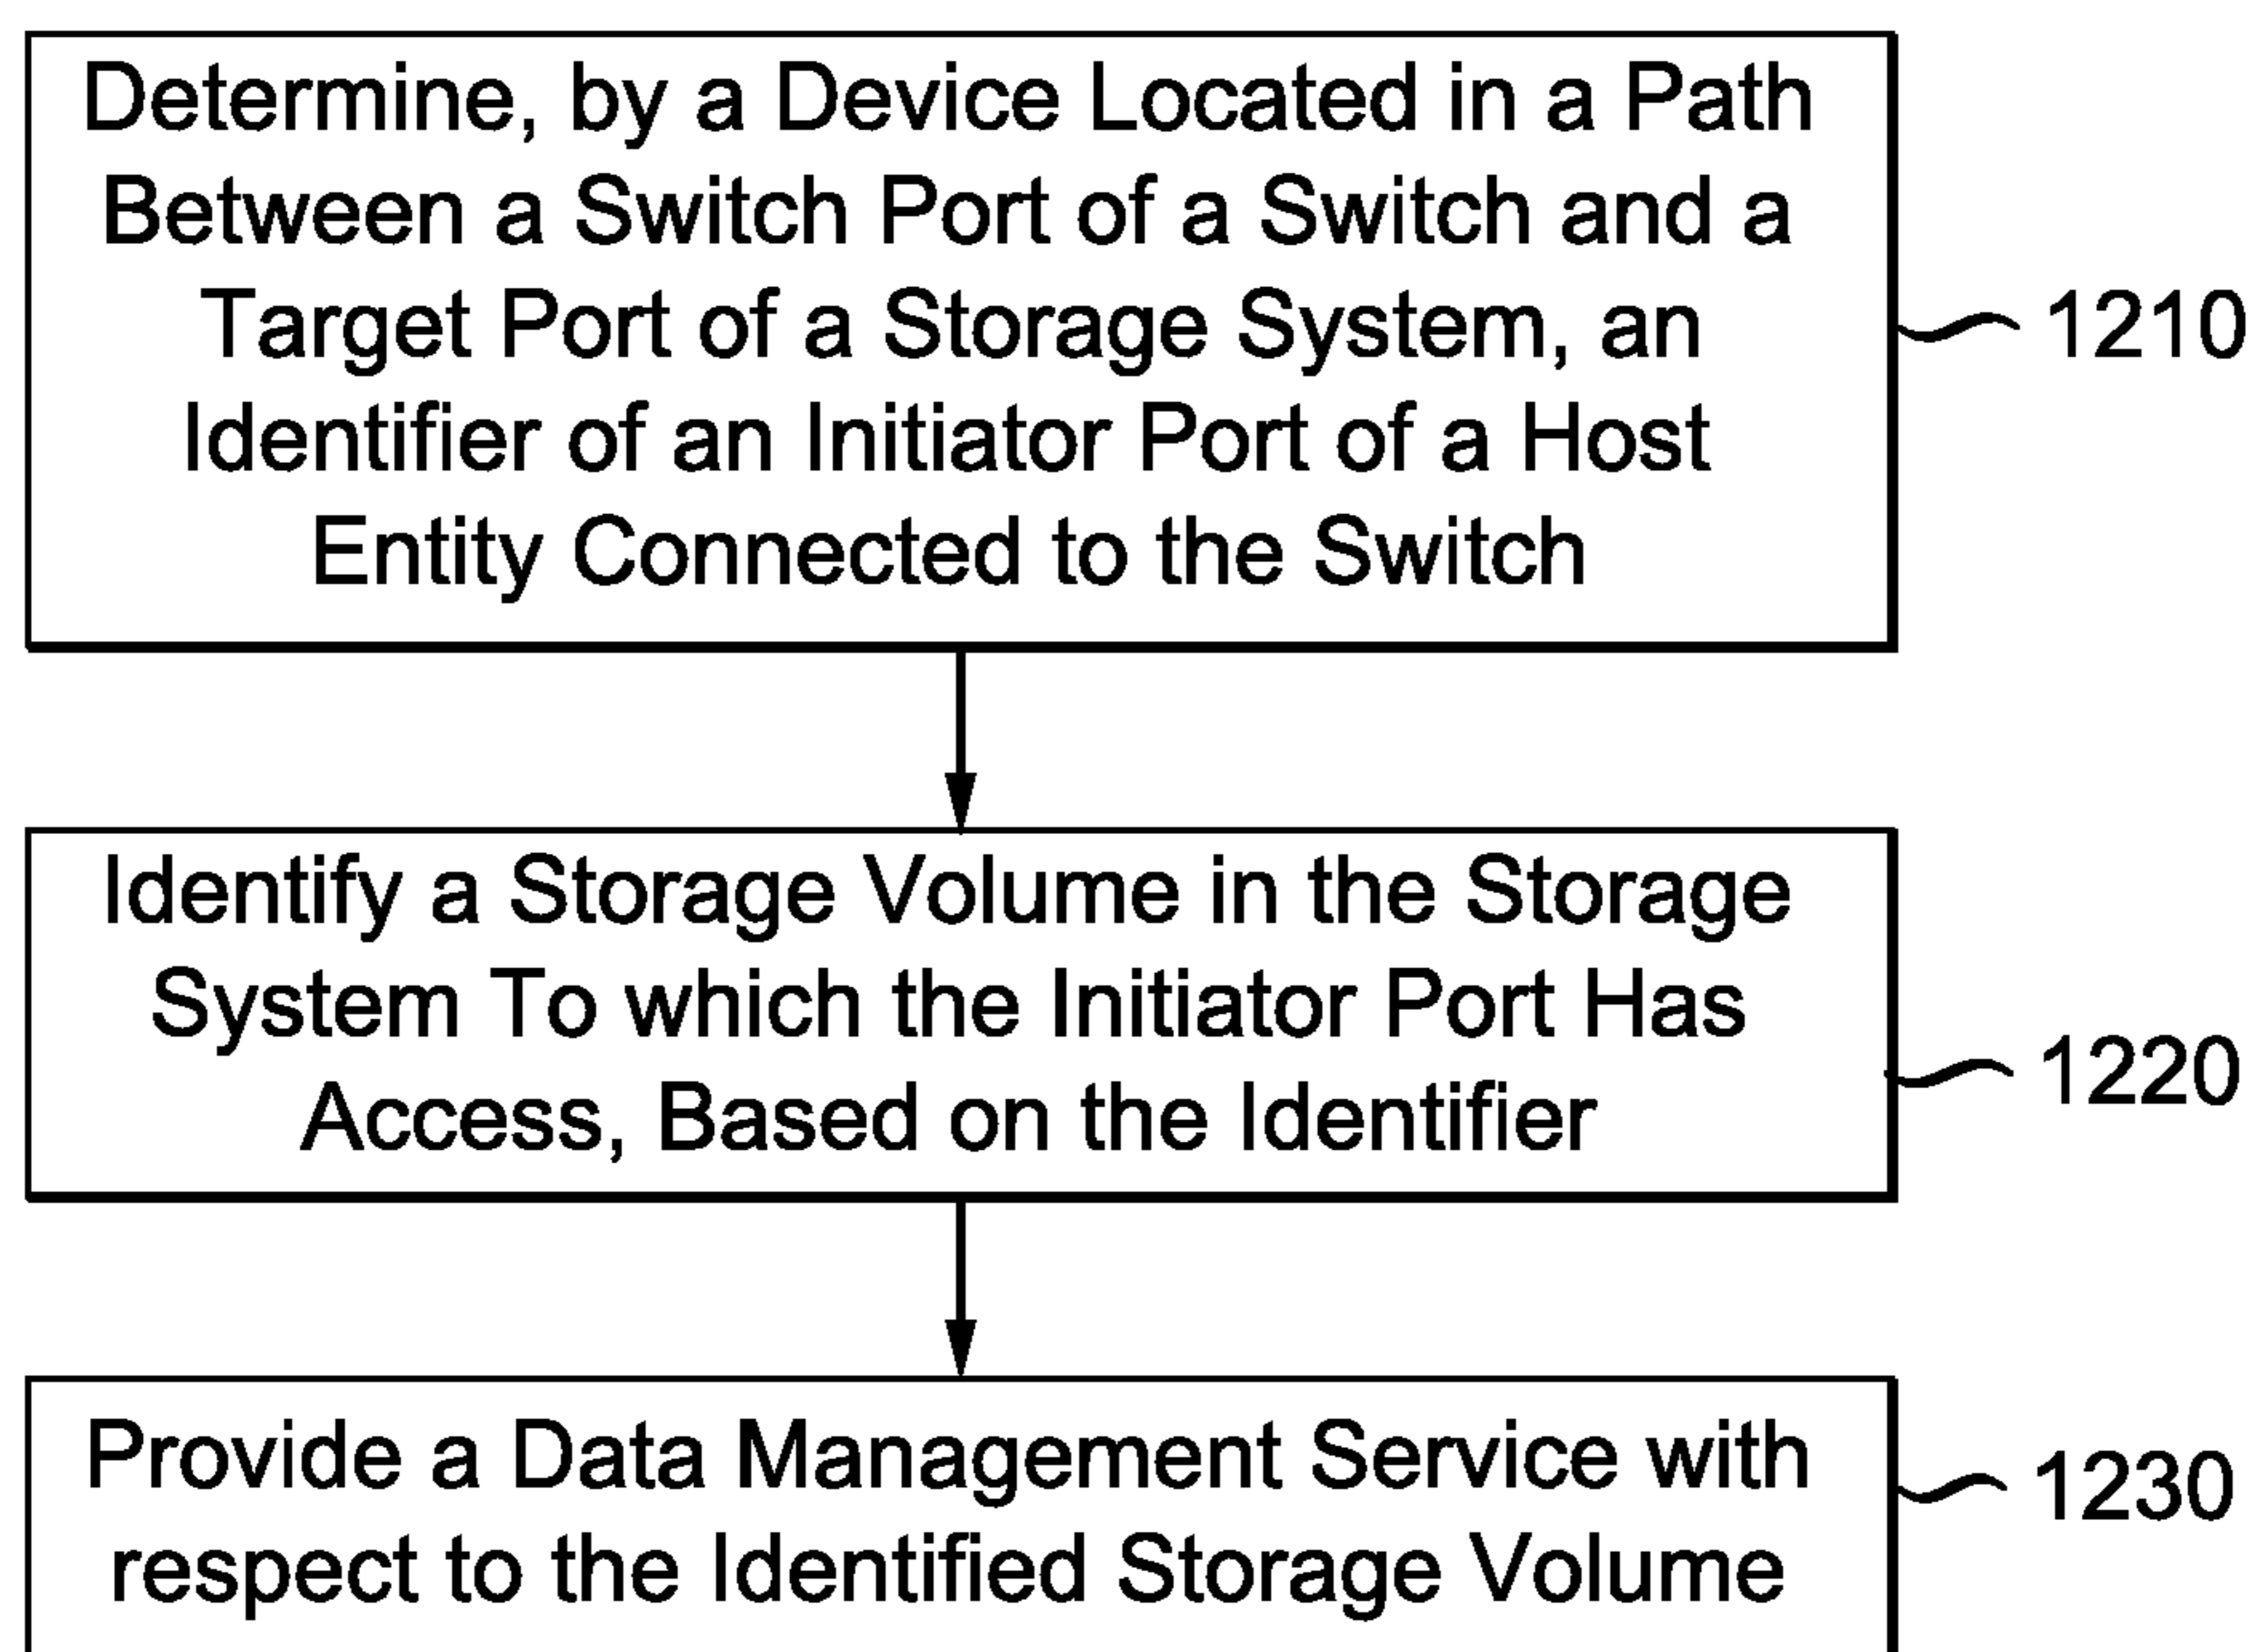 Determine, by a Device Located in a Path
Between a Switch Port of a Switch and a
Target Port of a Storage System, an
Identifier of an Initiator Port of a Host
Entity Connected to the Switch
1210
Identify a Storage Volume in the Storage
System To which the Initiator Port Has
Access, Based on the Identifier
1220
Provide a Data Management Service with
respect to the Identified Storage Volume
1230